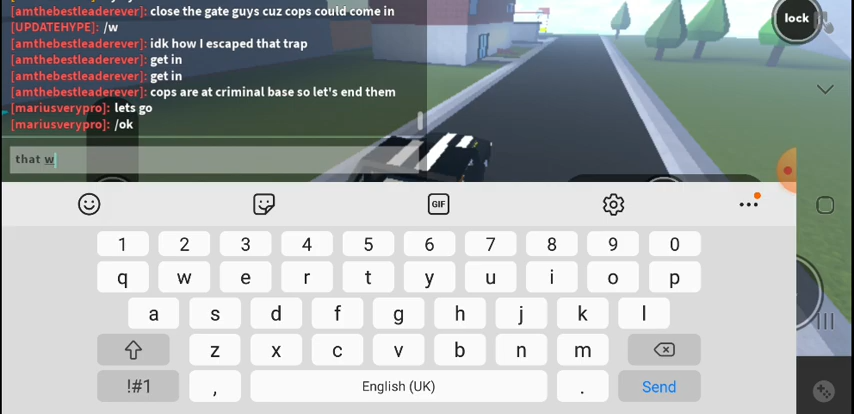 [amthebestleaderever]: close the gate guys cuz cops could come in
[UPDATEHYPE]: /w
[amthebestleaderever]: idk how I escaped that trap
[amthebestleaderever]: get in
[amthebestleaderever]: get in
[amthebestleaderever]: cops are at criminal base so let's end them
[mariusverypro]: lets go
[mariusverypro]: /ok
lock
that w
GIF
1 2 3 4 5 6 7 8 9 0
q w e r t y u i o p
a s d f g h j k l
z x c v b n m
!#1 , English (UK) . Send